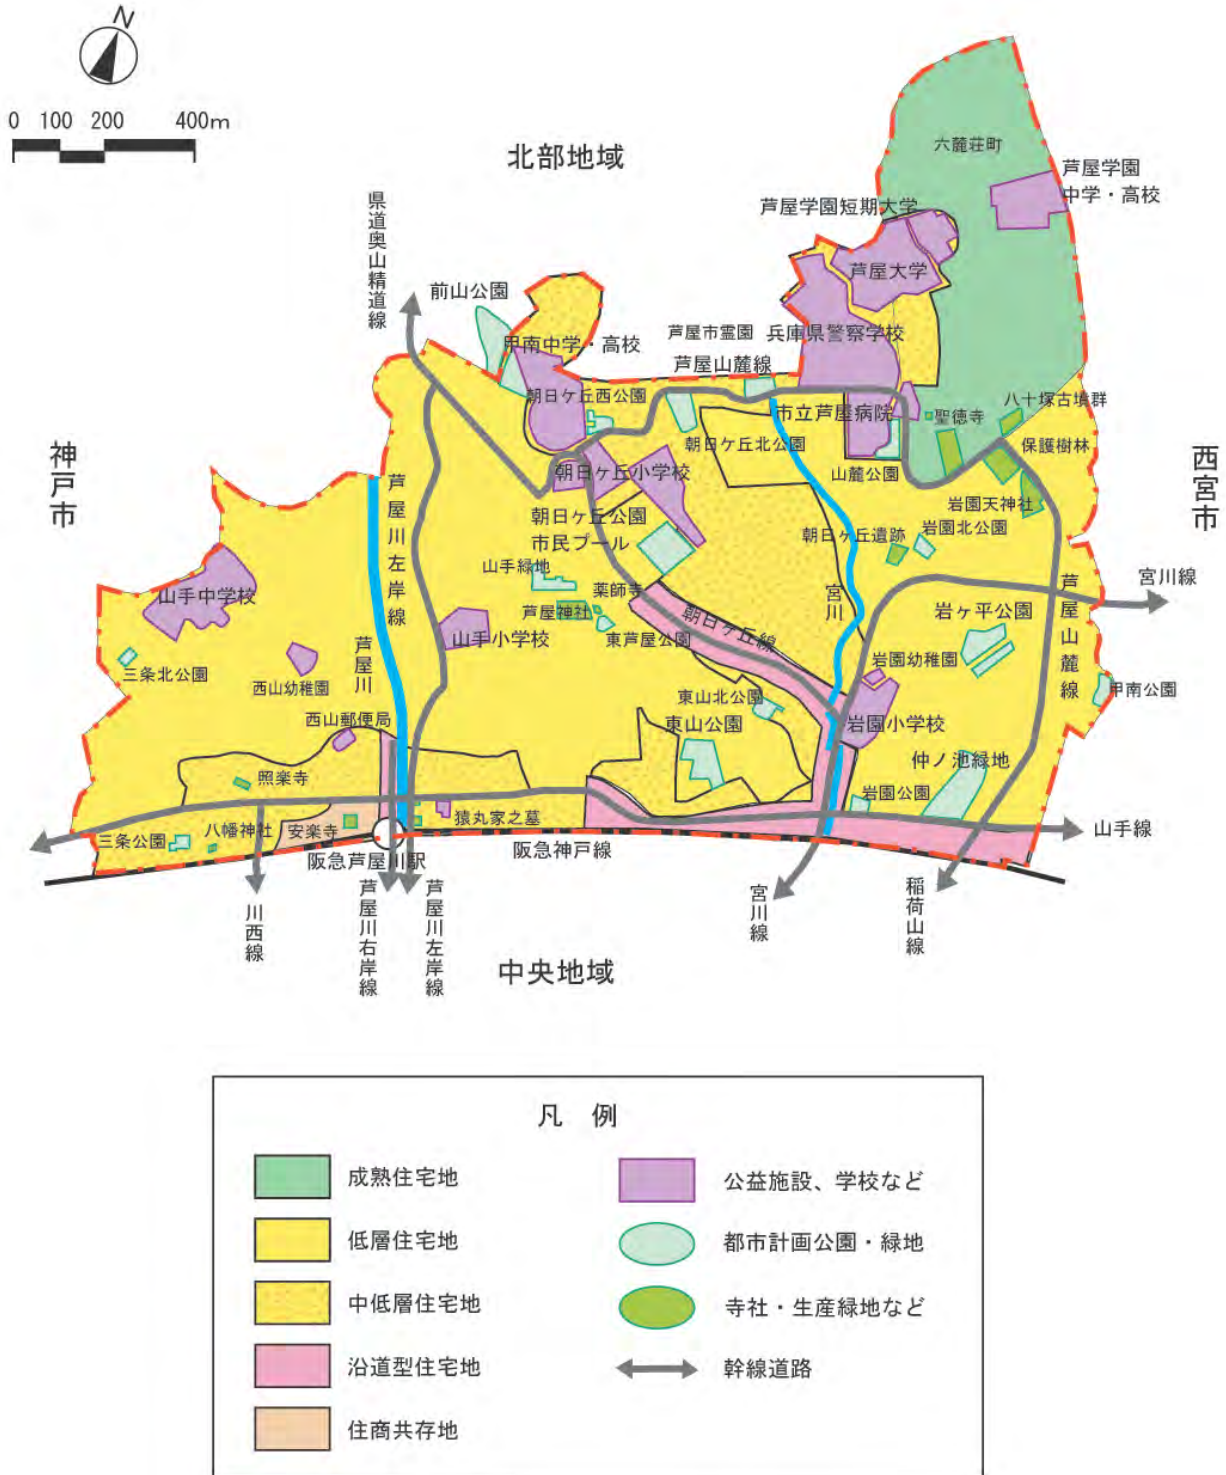 N
0 100 200 400m
北部地域
六麓荘町
芦屋学園
中学・高校
芦屋学園短期大学
芦屋大学
県道奥山精道線
前山公園
甲南中学・高校
芦屋市霊園
兵庫県警察学校
芦屋山麓線
朝日ケ丘西公園
市立芦屋病院
聖徳寺
八十塚古墳群
朝日ケ丘北公園
保護樹林
神戸市
西宮市
芦屋川左岸線
朝日ヶ丘小学校
山麓公園
岩園天神社
朝日ヶ丘公園
市民プール
朝日ヶ丘遺跡
岩園北公園
山手緑地
薬師寺
宮川線
山手中学校
芦屋神社
朝日ヶ丘線
宮川
芦屋山麓線
岩ヶ平公園
山手小学校
東芦屋公園
三条北公園
芦屋川
岩園幼稚園
西山幼稚園
甲南公園
東山北公園
西山郵便局
東山公園
岩園小学校
仲ノ池緑地
照楽寺
岩園公園
三条公園
八幡神社
安楽寺
猿丸家之墓
山手線
阪急芦屋川駅
阪急神戸線
川西線
芦屋川右岸線
芦屋川左岸線
宮川線
稲荷山線
中央地域
凡 例
成熟住宅地
公益施設、学校など
低層住宅地
都市計画公園・緑地
中低層住宅地
寺社・生産緑地など
沿道型住宅地
幹線道路
住商共存地